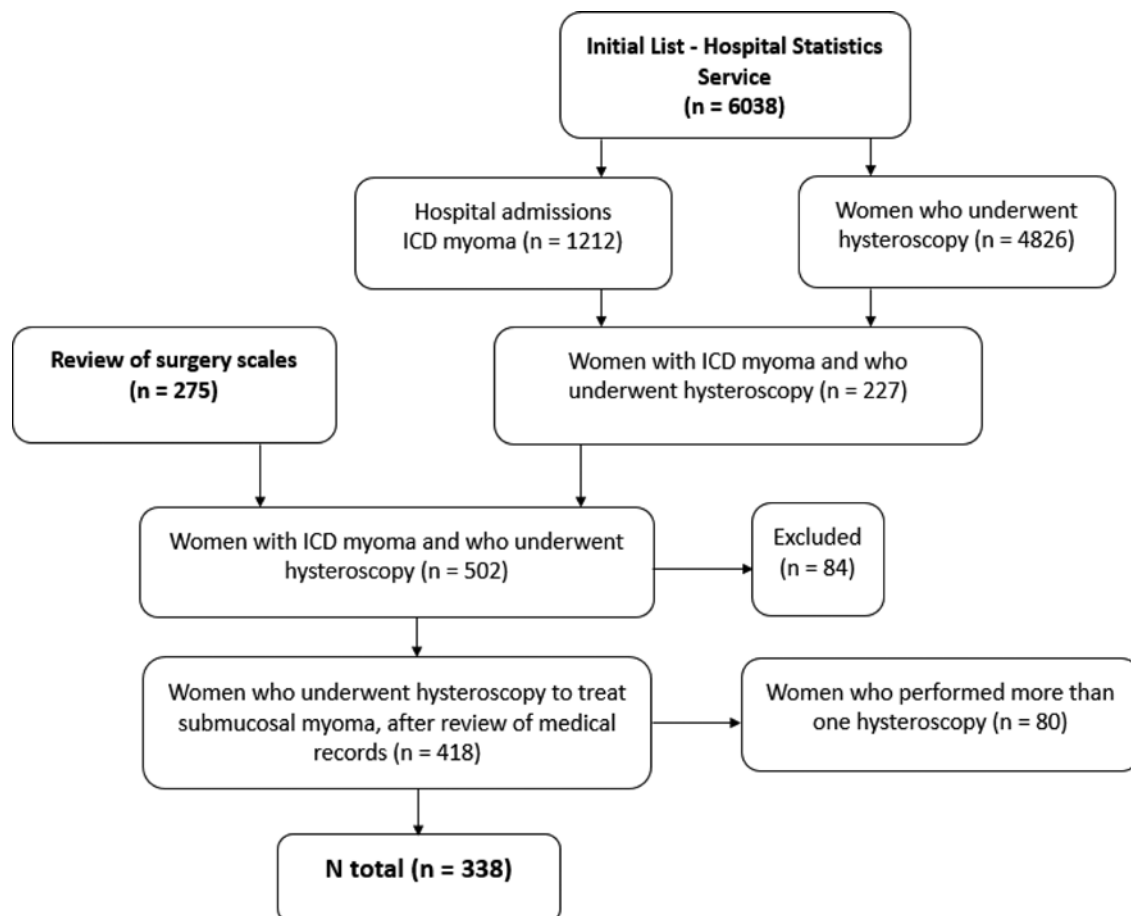 Initial List - Hospital Statistics
Service
(n = 6038)
Hospital admissions
ICD myoma (n = 1212)
Women who underwent
hysteroscopy (n = 4826)
Review of surgery scales
(n = 275)
Women with ICD myoma and who
underwent hysteroscopy (n = 227)
Women with ICD myoma and who underwent
hysteroscopy (n = 502)
Excluded
(n = 84)
Women who underwent hysteroscopy to treat
submucosal myoma, after review of medical
records (n = 418)
Women who performed more than
one hysteroscopy (n = 80)
N total (n = 338)